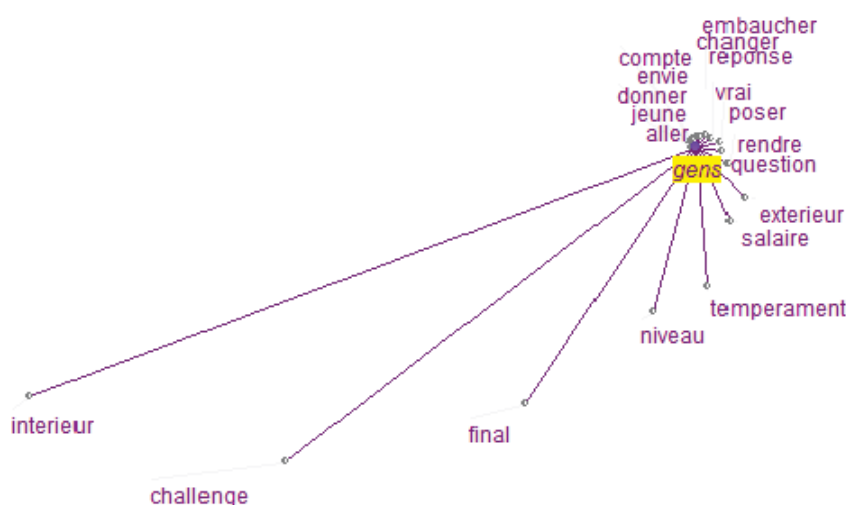 embaucher
changer
compte
reponse
envie
donner
vrai
jeune
poser
aller
rendre
question
gens
exterieur
salaire
temperament
niveau
interieur
final
challenge